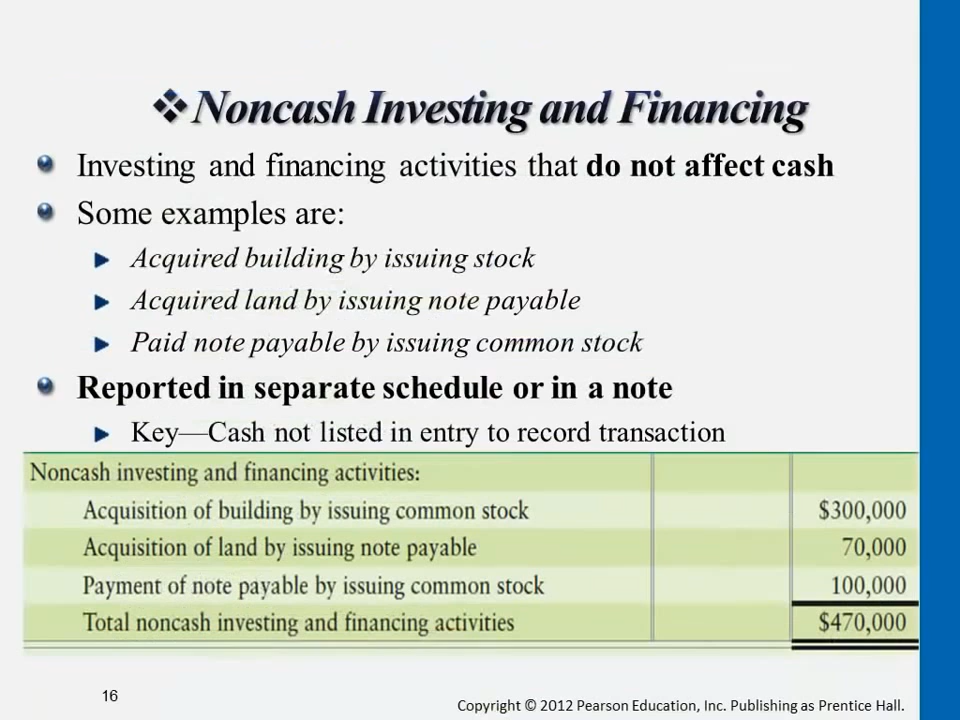 ❖Noncash Investing and Financing
Investing and financing activities that do not affect cash
Some examples are:
Acquired building by issuing stock
Acquired land by issuing note payable
Paid note payable by issuing common stock
Reported in separate schedule or in a note
Key—Cash not listed in entry to record transaction
Noncash investing and financing activities:
Acquisition of building by issuing common stock $300,000
Acquisition of land by issuing note payable 70,000
Payment of note payable by issuing common stock 100,000
Total noncash investing and financing activities $470,000
16
Copyright © 2012 Pearson Education, Inc. Publishing as Prentice Hall.